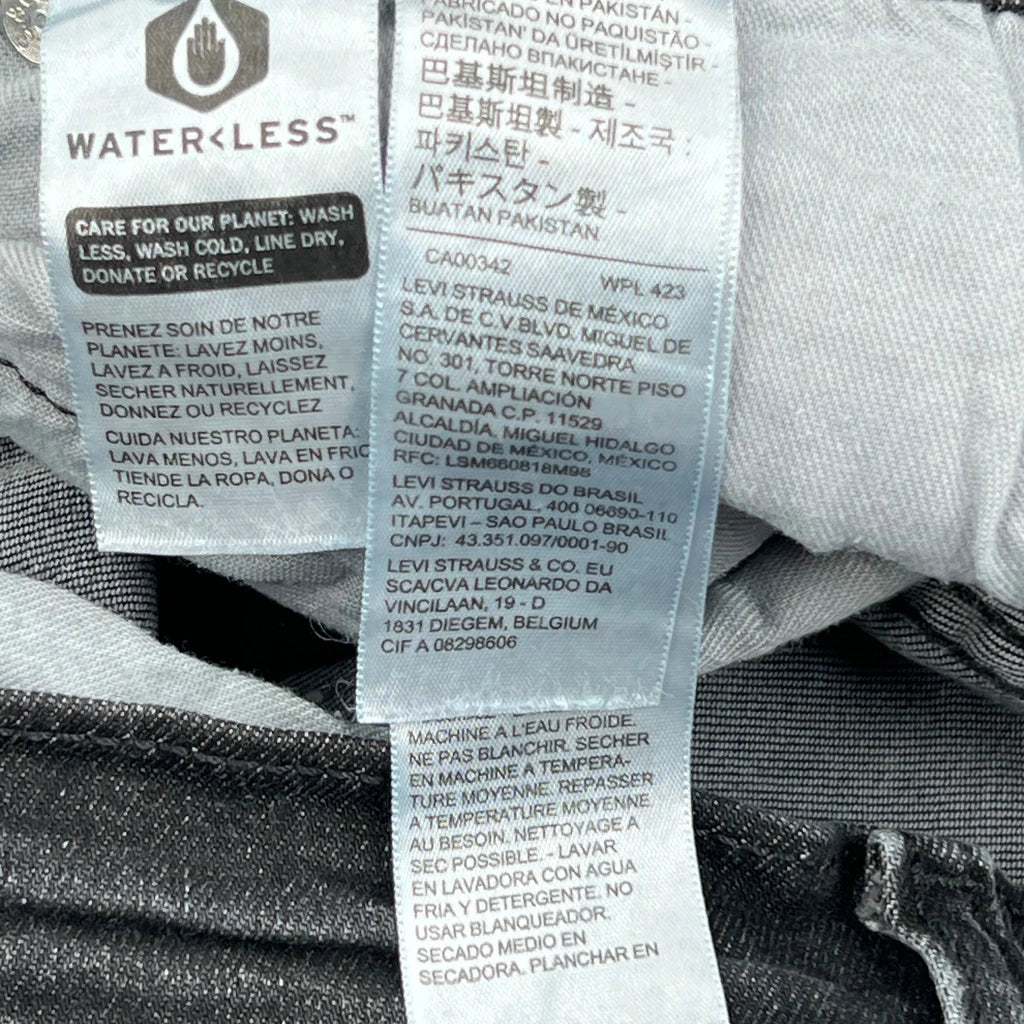 WATER<LESS™
CARE FOR OUR PLANET: WASH
LESS, WASH COLD, LINE DRY,
DONATE OR RECYCLE
PRENEZ SOIN DE NOTRE
PLANETE: LAVEZ MOINS,
LAVEZ A FROID, LAISSEZ
SECHER NATURELLEMENT,
DONNEZ OU RECYCLEZ
CUIDA NUESTRO PLANETA:
LAVA MENOS, LAVA EN FRIO
TIENDE LA ROPA, DONA O
RECICLA.
EN PAKISTÁN -
FABRICADO NO PAQUISTÃO -
PAKISTAN' DA ÜRETİLMİŞTİR -
СДЕЛАНО ВПАКИСТАНЕ -
巴基斯坦制造 -
巴基斯坦製 - 제조국 :
파키스탄 -
パキスタン製 -
BUATAN PAKISTAN
CA00342 WPL 423
LEVI STRAUSS DE MÉXICO
S.A. DE C.V BLVD. MIGUEL DE
CERVANTES SAAVEDRA
NO. 301, TORRE NORTE PISO
7 COL. AMPLIACIÓN
GRANADA C.P. 11529
ALCALDÍA, MIGUEL HIDALGO
CIUDAD DE MÉXICO, MÉXICO
RFC: LSM660818M98
LEVI STRAUSS DO BRASIL
AV. PORTUGAL, 400 06690-110
ITAPEVI – SAO PAULO BRASIL
CNPJ: 43.351.097/0001-90
LEVI STRAUSS & CO. EU
SCA/CVA LEONARDO DA
VINCILAAN, 19 - D
1831 DIEGEM, BELGIUM
CIF A 08298606
MACHINE A L'EAU FROIDE.
NE PAS BLANCHIR. SECHER
EN MACHINE A TEMPERA-
TURE MOYENNE. REPASSER
A TEMPERATURE MOYENNE
AU BESOIN. NETTOYAGE A
SEC POSSIBLE. - LAVAR
EN LAVADORA CON AGUA
FRIA Y DETERGENTE. NO
USAR BLANQUEADOR.
SECADO MEDIO EN
SECADORA. PLANCHAR EN